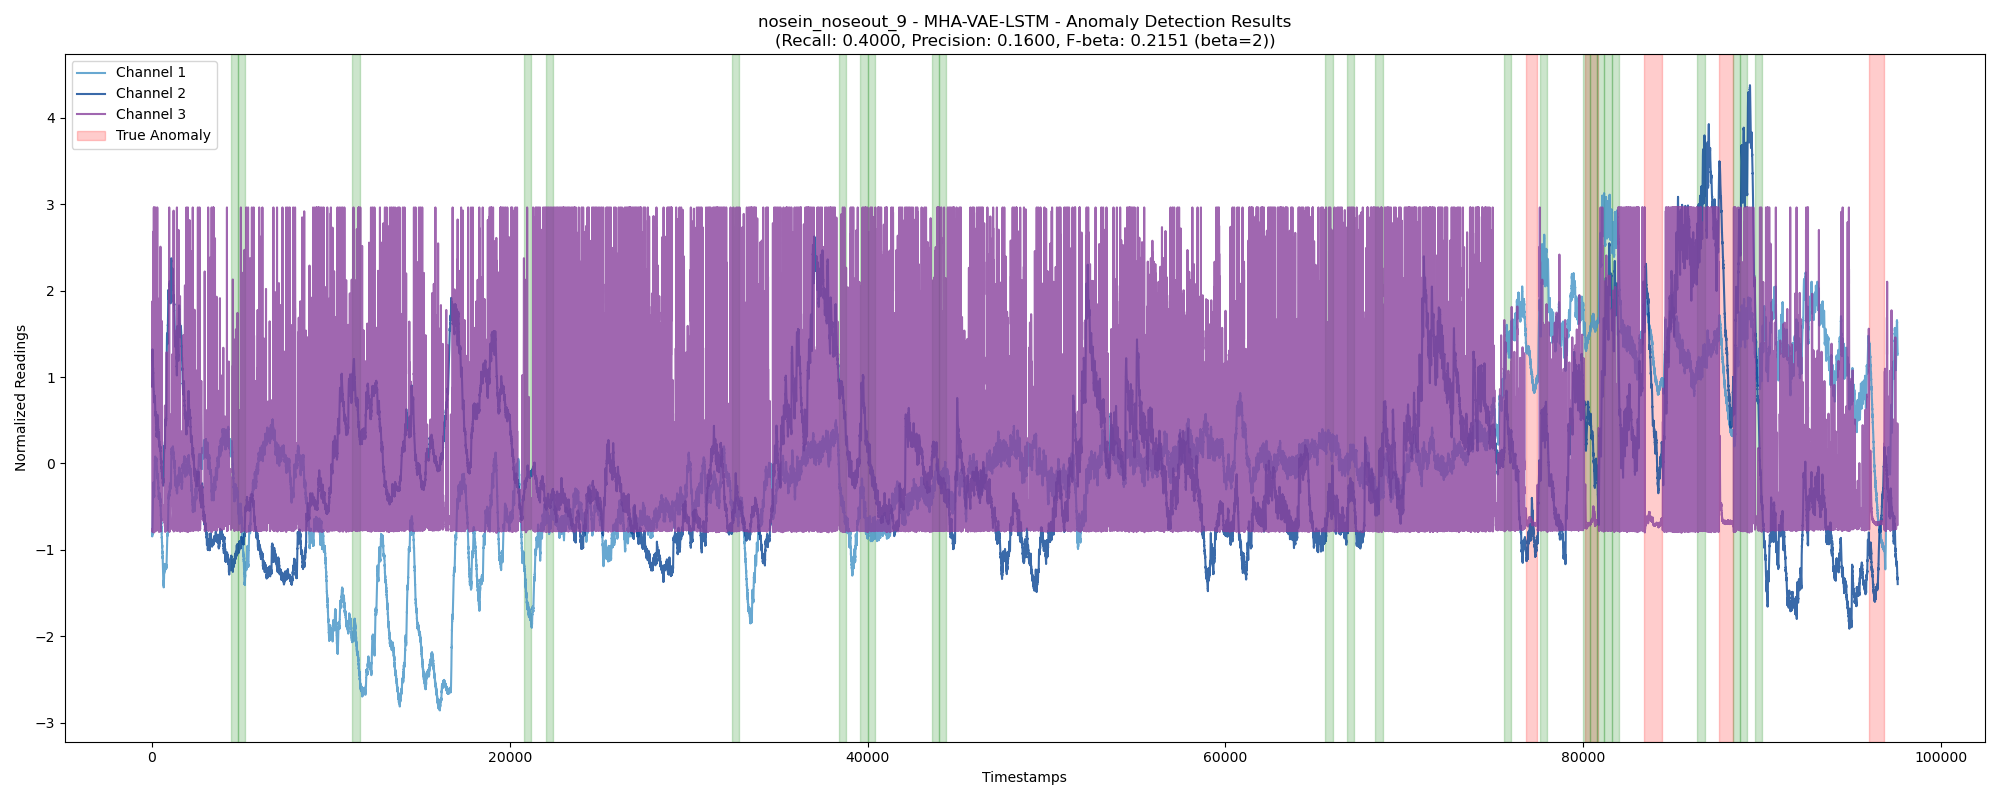 nosein_noseout_9 - MHA-VAE-LSTM - Anomaly Detection Results
(Recall: 0.4000, Precision: 0.1600, F-beta: 0.2151 (beta=2))
Channel 1
Channel 2
Channel 3
True Anomaly
Normalized Readings
4
3
2
1
0
−1
−2
−3
0 20000 40000 60000 80000 100000
Timestamps